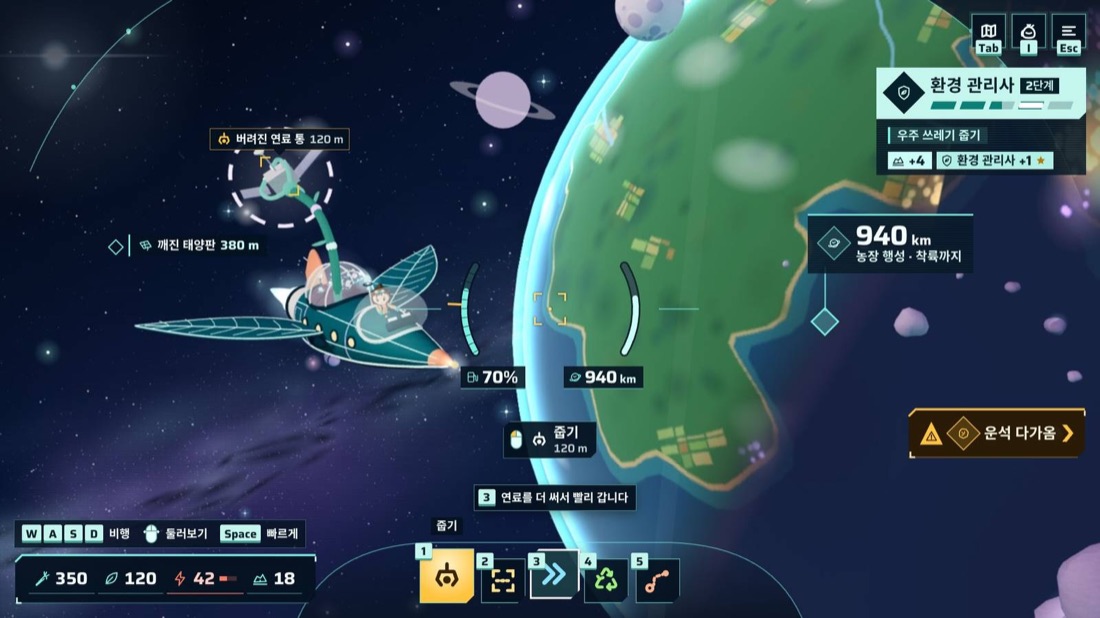 Tab
I
Esc
환경 관리사 2단계
우주 쓰레기 줍기
+4
환경 관리사 +1
버려진 연료 통 120 m
깨진 태양판 380 m
940 km
농장 행성 · 착륙까지
70%
940 km
줍기
120 m
운석 다가옴
3 연료를 더 써서 빨리 갑니다
W A S D 비행 둘러보기 Space 빠르게
350 120 42 18
줍기
1 2 3 4 5